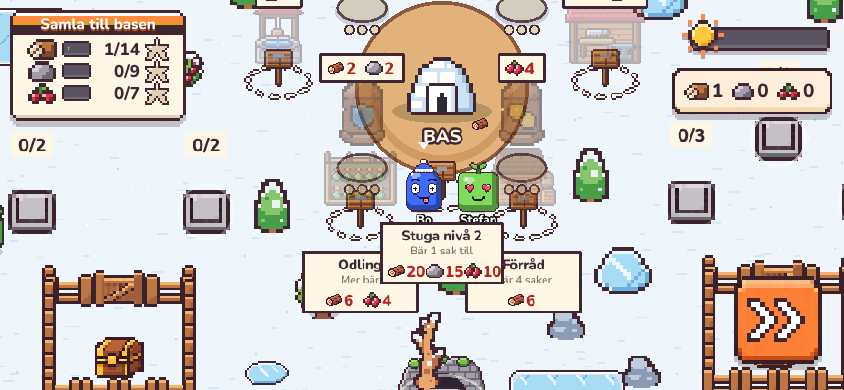 Samla till basen
1/14
0/9
0/7
2 2
4
1 0 0
BAS
0/2
0/2
0/3
Bo
Stefan
Stuga nivå 2
Bär 1 sak till
20 15 10
Odling
Mer bär
6 4
Förråd
är 4 saker
6